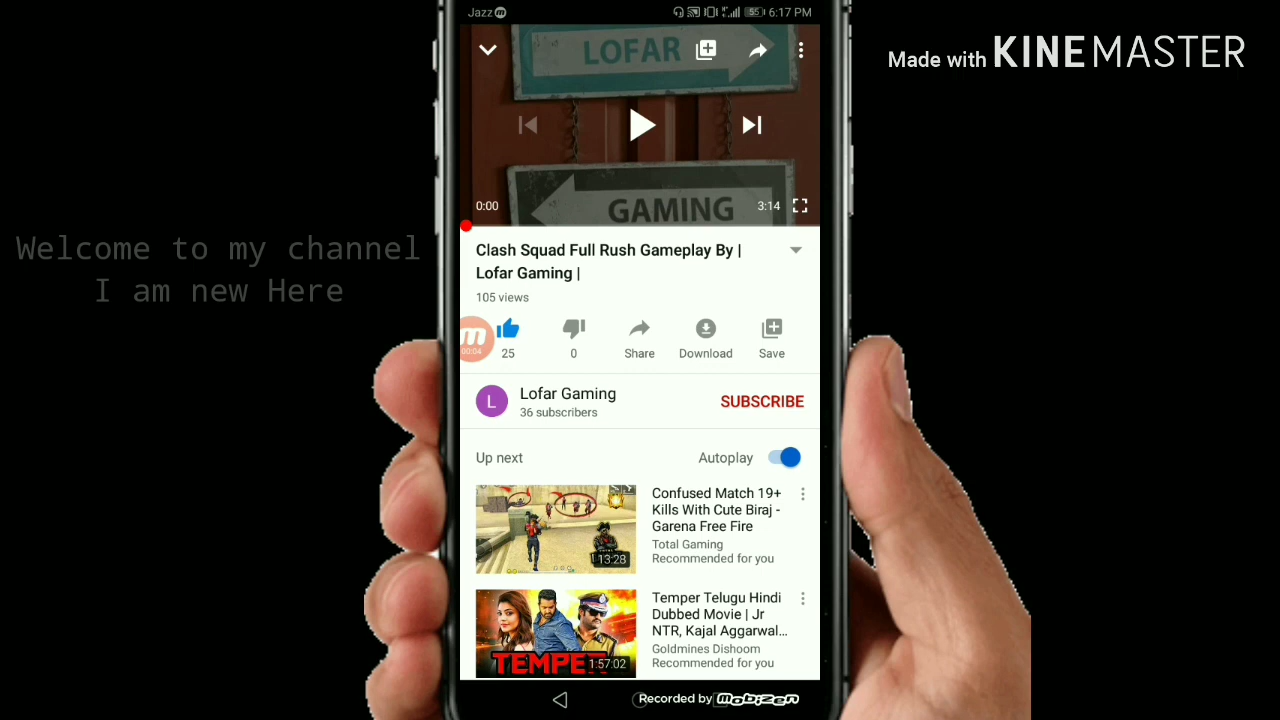 Jazz
55
6:17 PM
Made with KINEMASTER
LOFAR
GAMING
0:00
3:14
Welcome to my channel
I am new Here
Clash Squad Full Rush Gameplay By |
Lofar Gaming |
105 views
m
00:04
25
0
Share
Download
Save
L
Lofar Gaming
36 subscribers
SUBSCRIBE
Up next
Autoplay
13:28
Confused Match 19+
Kills With Cute Biraj -
Garena Free Fire
Total Gaming
Recommended for you
TEMPER
1:57:02
Temper Telugu Hindi
Dubbed Movie | Jr
NTR, Kajal Aggarwal...
Goldmines Dishoom
Recommended for you
Recorded by Mobizen